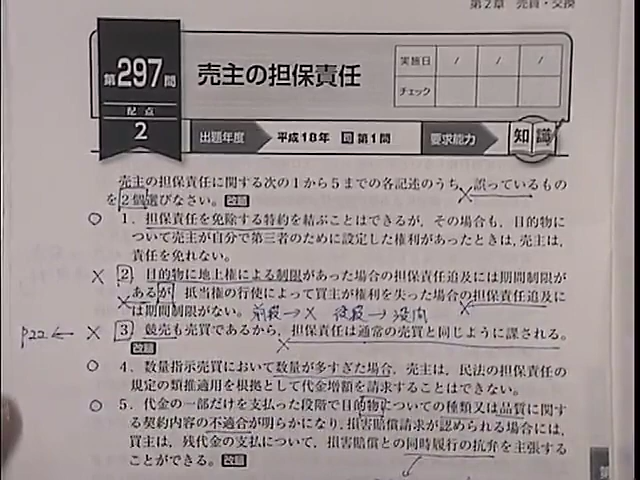 第2章 売買・交換
第297問
配点
2
売主の担保責任
実施日 / / /
チェック
出題年度 平成18年 司 第1問 要求能力 知識
売主の担保責任に関する次の1から5までの各記述のうち、誤っているもの
を2個選びなさい。改題
○ 1. 担保責任を免除する特約を結ぶことはできるが、その場合も、目的物に
ついて売主が自分で第三者のために設定した権利があったときは、売主は、
責任を免れない。
× 2. 目的物に地上権による制限があった場合の担保責任追及には期間制限が
あるが、抵当権の行使によって買主が権利を失った場合の担保責任追及に
は期間制限がない。 前段→× 後段→
P22 ← × 3. 競売も売買であるから、担保責任は通常の売買と同じように課される。
改題
○ 4. 数量指示売買において数量が多すぎた場合、売主は、民法の担保責任の
規定の類推適用を根拠として代金増額を請求することはできない。
○ 5. 代金の一部だけを支払った段階で目的物についての種類又は品質に関す
る契約内容の不適合が明らかになり、損害賠償請求が認められる場合には、
買主は、残代金の支払について、損害賠償との同時履行の抗弁を主張する
ことができる。改題
第